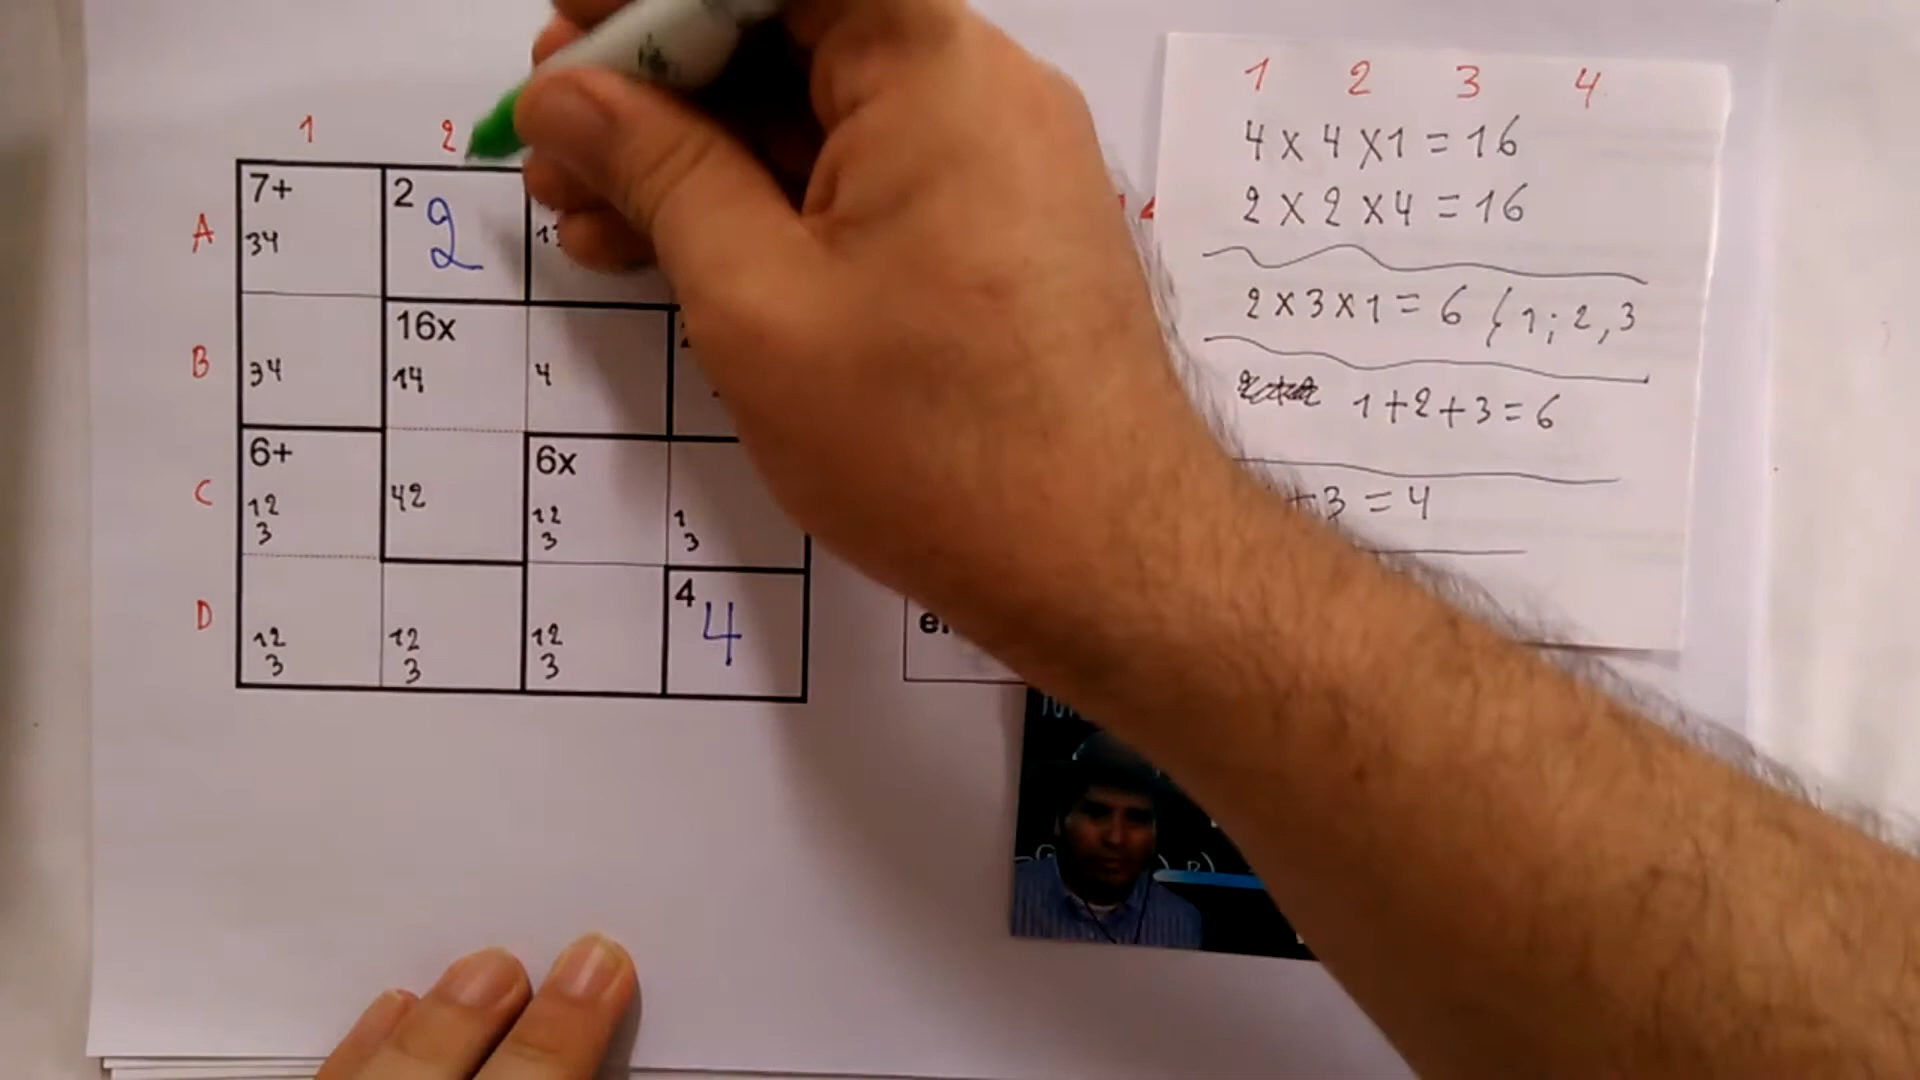 1 2
A 7+ 2 2
34
16x
B 34 14 4
6+ 6x
C 12 42 12 1
3 3 3
4 4
D 12 12 12
3 3 3
1 2 3 4
4 x 4 x 1 = 16
2 x 2 x 4 = 16
2 x 3 x 1 = 6 ( 1; 2, 3
1 + 2 + 3 = 6
+ 3 = 4